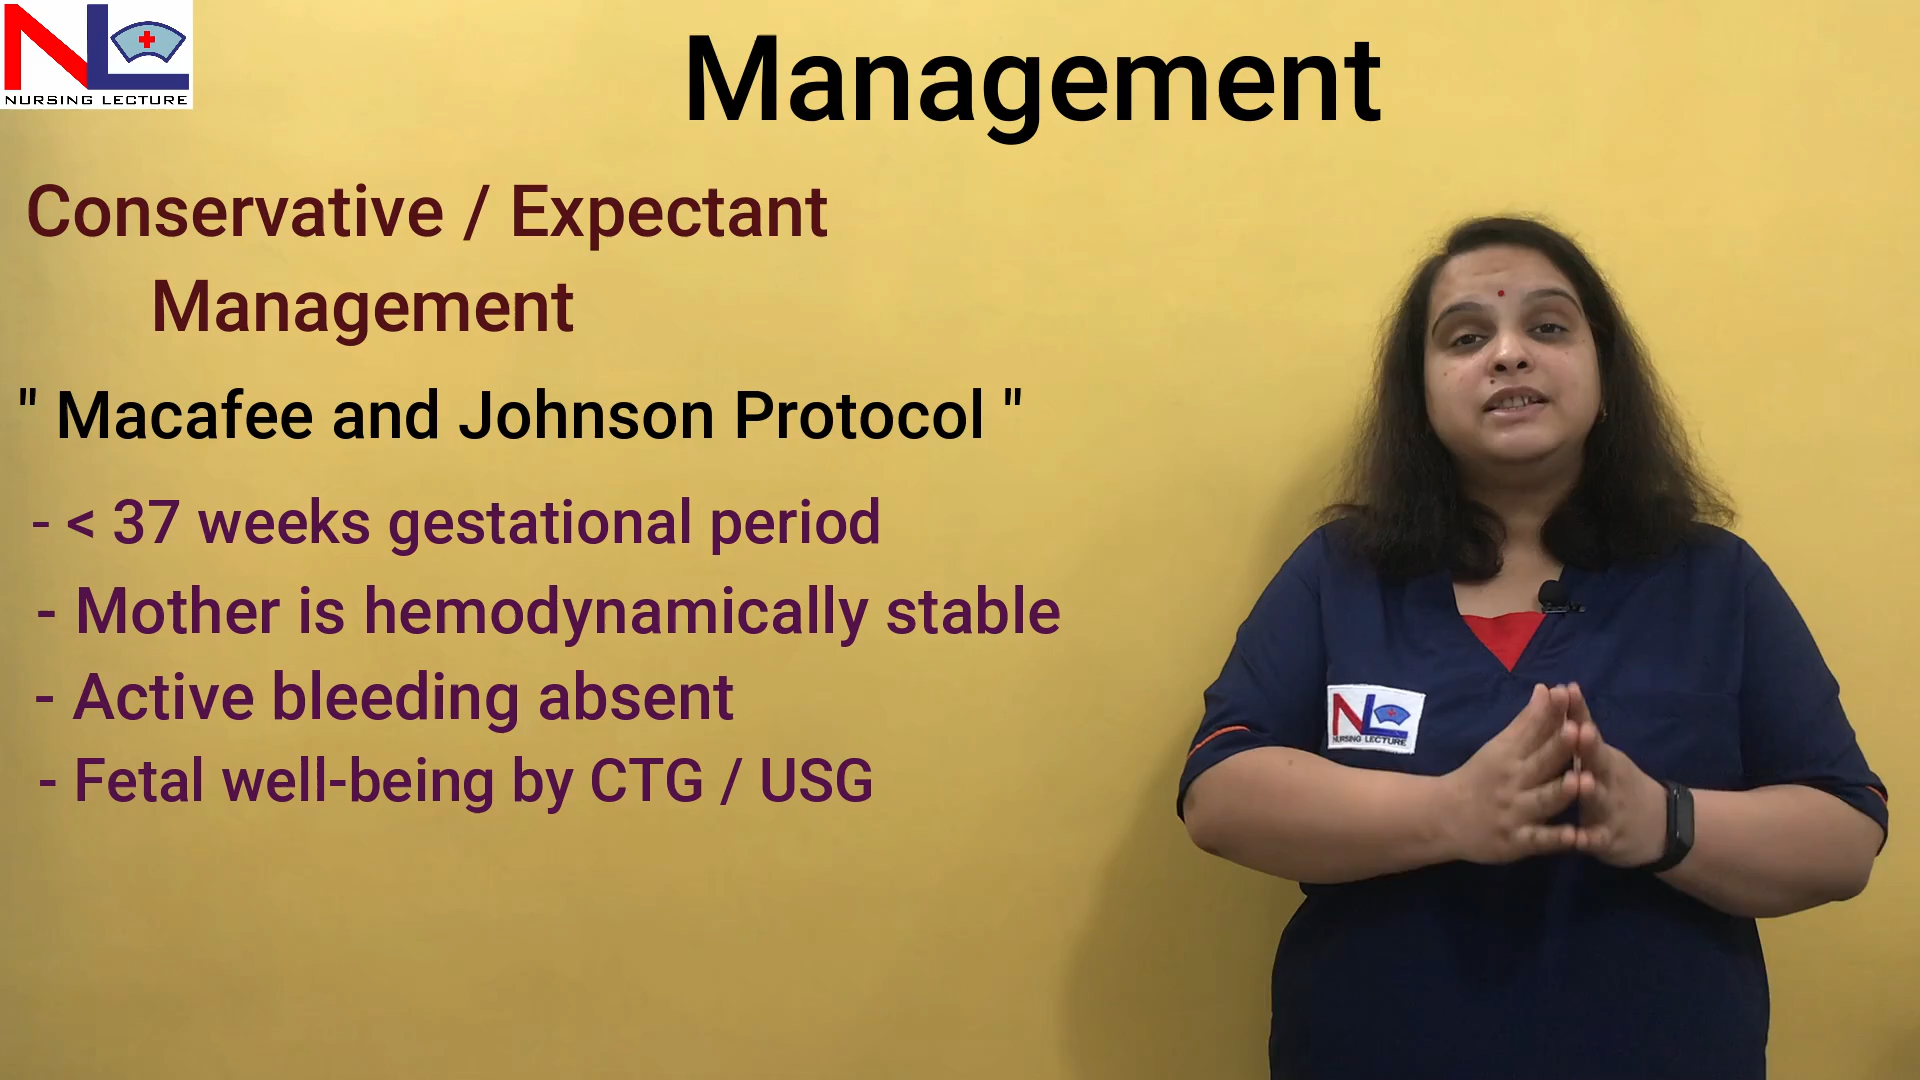 NURSING LECTURE
Management
Conservative / Expectant
Management
" Macafee and Johnson Protocol "
- < 37 weeks gestational period
- Mother is hemodynamically stable
- Active bleeding absent
- Fetal well-being by CTG / USG
NL
NURSING LECTURE